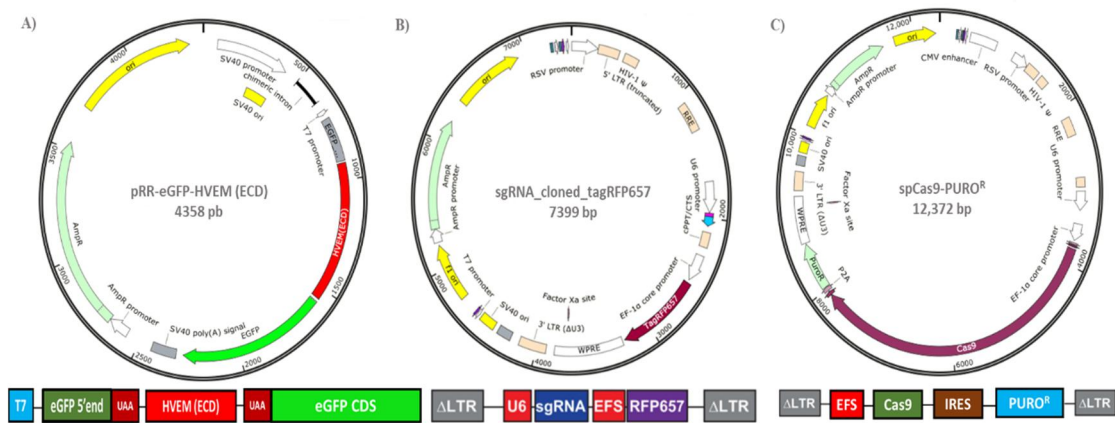 A)
4000
ori
SV40 promoter
chimeric intron
500
SV40 ori
T7 promoter
EGFP
1000
3500
pRR-eGFP-HVEM (ECD)
4358 pb
HVEM(ECD)
AmpR
1500
3000
AmpR promoter
SV40 poly(A) signal
EGFP
2500
2000
T7
eGFP 5'end
UAA
HVEM (ECD)
UAA
eGFP CDS
B)
7000
ori
RSV promoter
5' LTR (truncated)
HIV-1 Ψ
1000
RRE
6000
AmpR
AmpR promoter
sgRNA_cloned_tagRFP657
7399 bp
U6 promoter
2000
cPPT/CTS
f1 ori
5000
T7 promoter
SV40 ori
Factor Xa site
EF-1α core promoter
TagRFP657
3' LTR (ΔU3)
WPRE
4000
3000
ΔLTR
U6
sgRNA
EFS
RFP657
ΔLTR
C)
12,000
ori
CMV enhancer
AmpR
AmpR promoter
RSV promoter
HIV-1 Ψ
2000
f1 ori
10,000
SV40 ori
RRE
spCas9-PURO^R
12,372 bp
U6 promoter
3' LTR (ΔU3)
Factor Xa site
WPRE
PuroR
P2A
EF-1α core promoter
4000
8000
Cas9
6000
ΔLTR
EFS
Cas9
IRES
PURO^R
ΔLTR